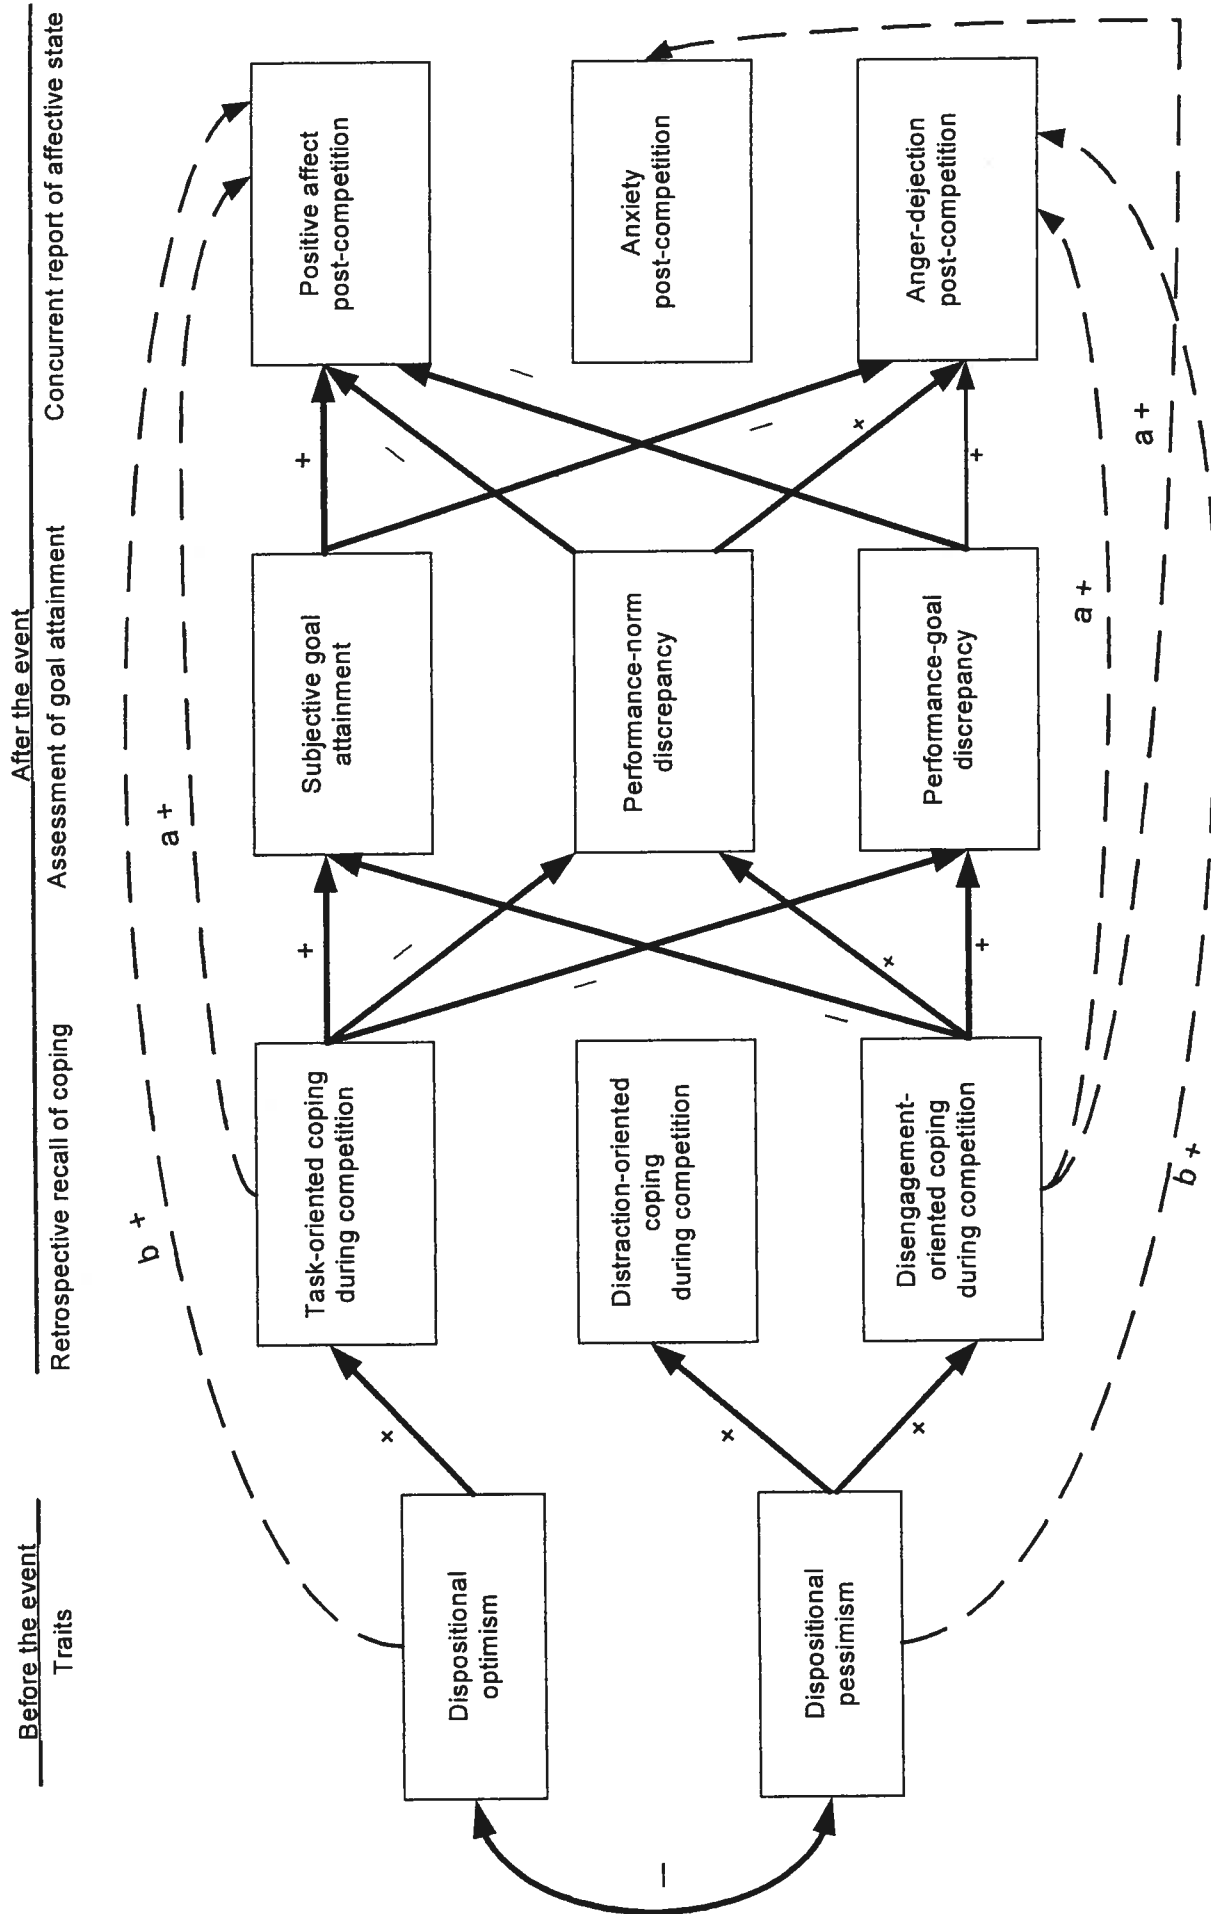 Before the event
After the event
Traits
Retrospective recall of coping
Assessment of goal attainment
Concurrent report of affective state
Dispositional
optimism
Dispositional
pessimism
Task-oriented coping
during competition
Distraction-oriented
coping
during competition
Disengagement-
oriented coping
during competition
Subjective goal
attainment
Performance-norm
discrepancy
Performance-goal
discrepancy
Positive affect
post-competition
Anxiety
post-competition
Anger-dejection
post-competition
b +
a +
a +
a +
b +
+
+
+
+
–
–
+
–
+
+
–
–
–
+
–
+
–